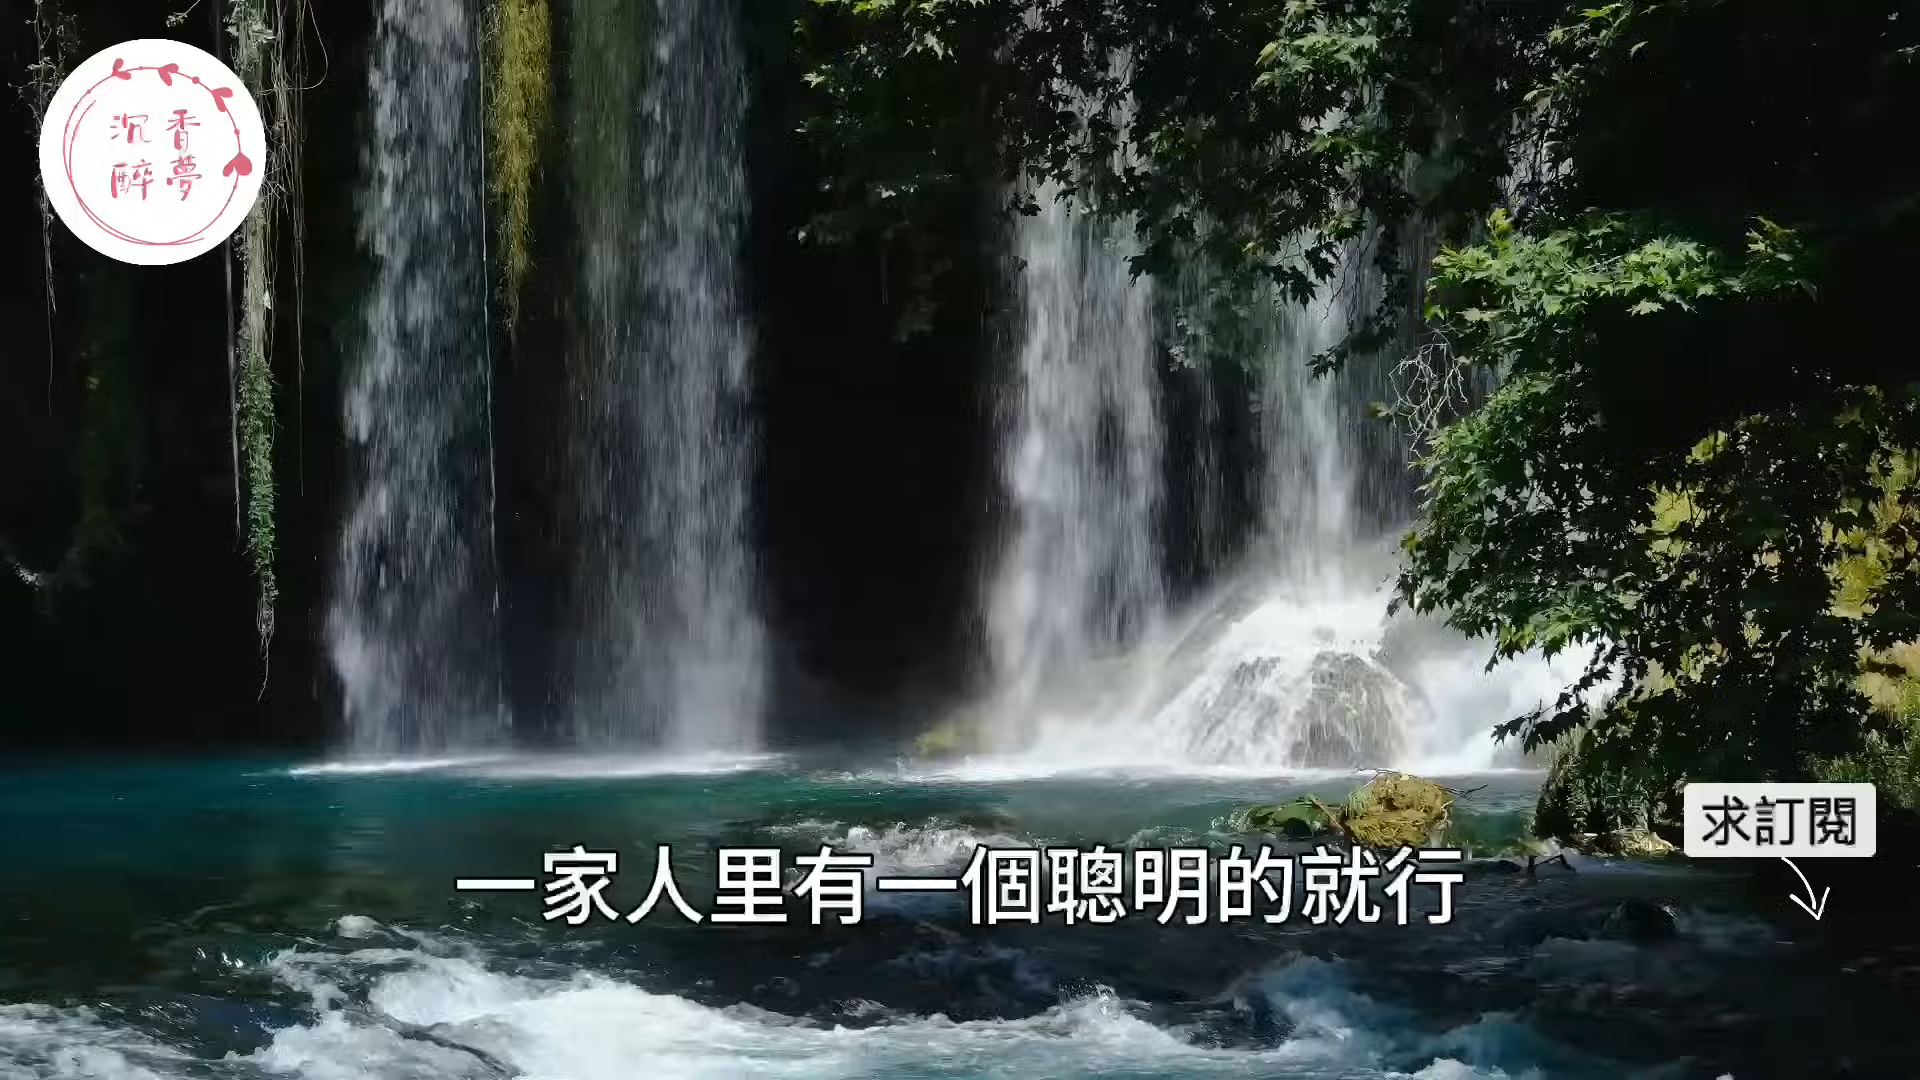 沉香
醉夢
求訂閱
一家人里有一個聰明的就行